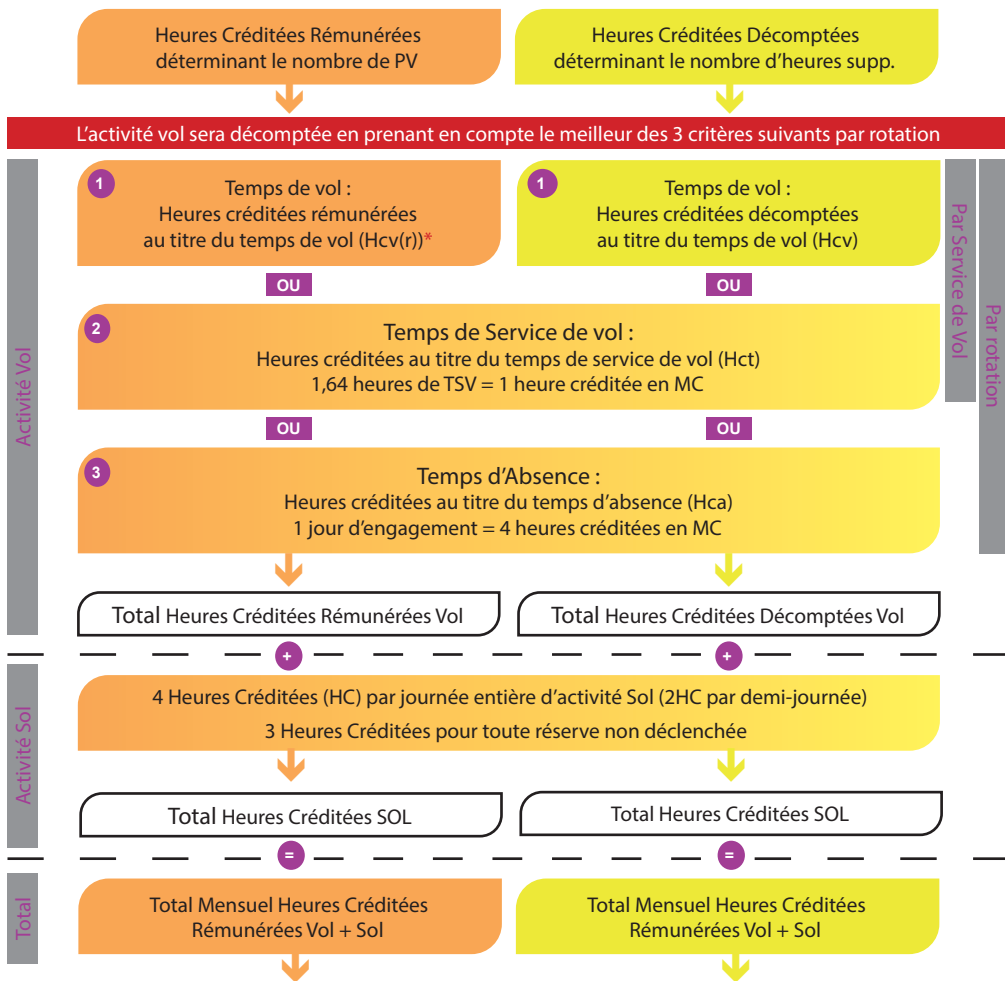 Heures Créditées Rémunérées
déterminant le nombre de PV
Heures Créditées Décomptées
déterminant le nombre d’heures supp.
L’activité vol sera décomptée en prenant en compte le meilleur des 3 critères suivants par rotation
Activité Vol
1
Temps de vol :
Heures créditées rémunérées
au titre du temps de vol (Hcv(r))*
1
Temps de vol :
Heures créditées décomptées
au titre du temps de vol (Hcv)
Par Service de Vol
Par rotation
OU
OU
2
Temps de Service de vol :
Heures créditées au titre du temps de service de vol (Hct)
1,64 heures de TSV = 1 heure créditée en MC
OU
OU
3
Temps d’Absence :
Heures créditées au titre du temps d’absence (Hca)
1 jour d’engagement = 4 heures créditées en MC
Total Heures Créditées Rémunérées Vol
Total Heures Créditées Décomptées Vol
+
+
Activité Sol
4 Heures Créditées (HC) par journée entière d’activité Sol (2HC par demi-journée)
3 Heures Créditées pour toute réserve non déclenchée
Total Heures Créditées SOL
Total Heures Créditées SOL
=
=
Total
Total Mensuel Heures Créditées
Rémunérées Vol + Sol
Total Mensuel Heures Créditées
Rémunérées Vol + Sol